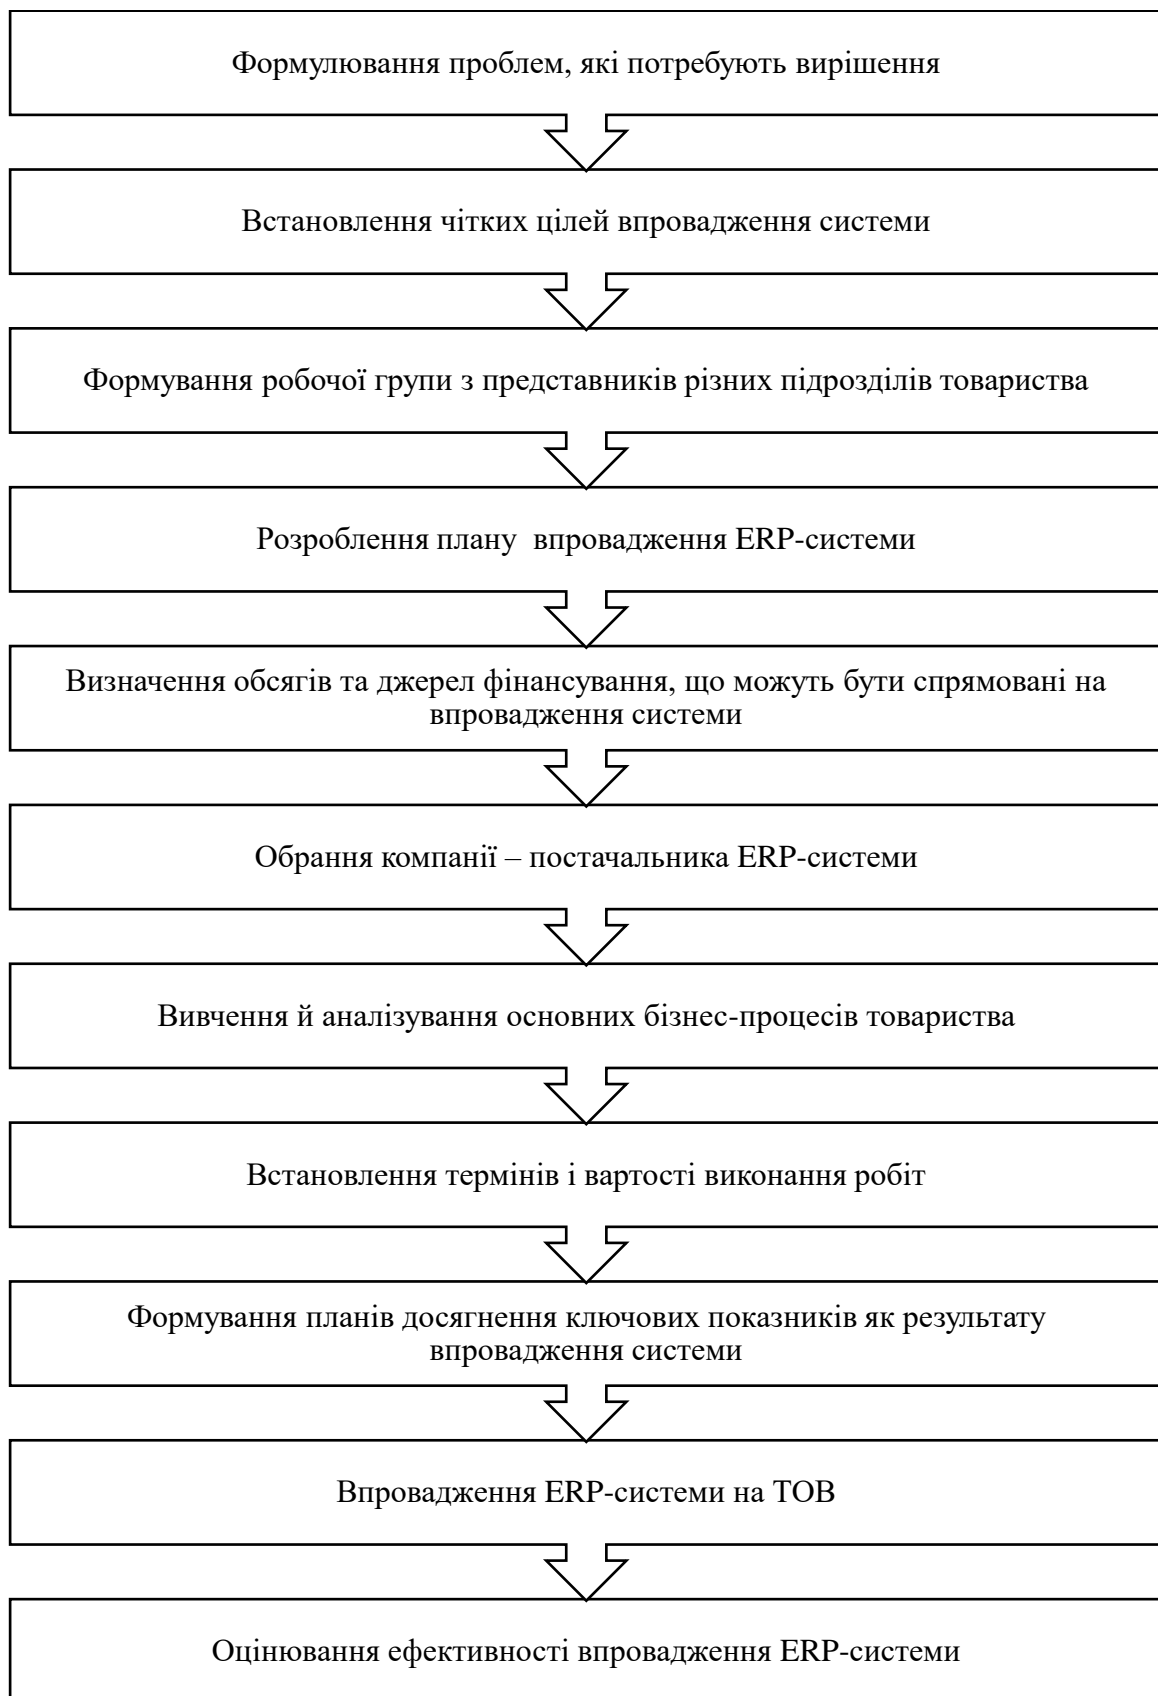 Формулювання проблем, які потребують вирішення
Встановлення чітких цілей впровадження системи
Формування робочої групи з представників різних підрозділів товариства
Розроблення плану  впровадження ERP-системи
Визначення обсягів та джерел фінансування, що можуть бути спрямовані на
впровадження системи
Обрання компанії – постачальника ERP-системи
Вивчення й аналізування основних бізнес-процесів товариства
Встановлення термінів і вартості виконання робіт
Формування планів досягнення ключових показників як результату
впровадження системи
Впровадження ERP-системи на ТОВ
Оцінювання ефективності впровадження ERP-системи